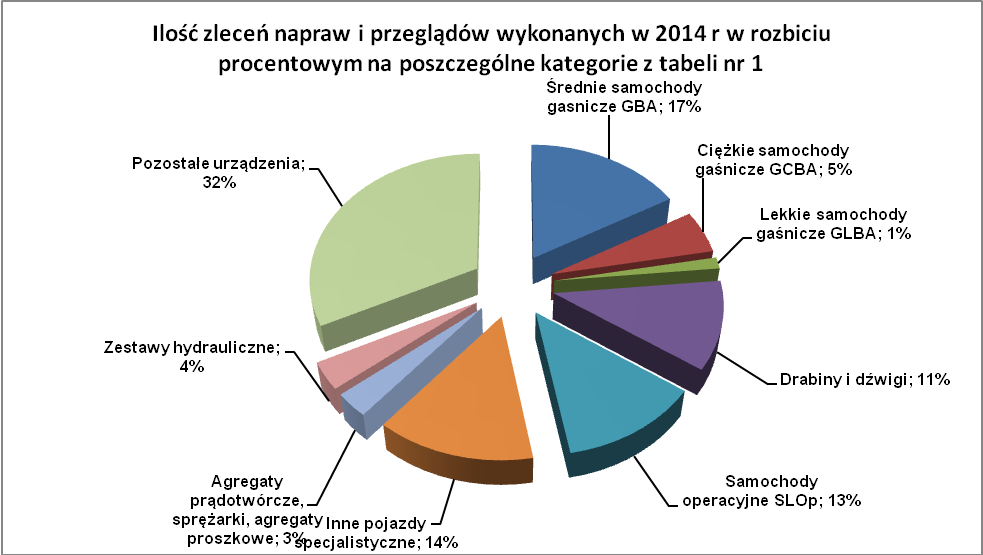 Ilość zleceń napraw i przeglądów wykonanych w 2014 r w rozbiciu
procentowym na poszczególne kategorie z tabeli nr 1
Średnie samochody
gasnicze GBA; 17%
Ciężkie samochody
gaśnicze GCBA; 5%
Lekkie samochody
gaśnicze GLBA; 1%
Drabiny i dźwigi; 11%
Samochody
operacyjne SLOp; 13%
Inne pojazdy
specjalistyczne; 14%
Agregaty
prądotwórcze,
sprężarki, agregaty
proszkowe; 3%
Zestawy hydrauliczne;
4%
Pozostałe urządzenia;
32%